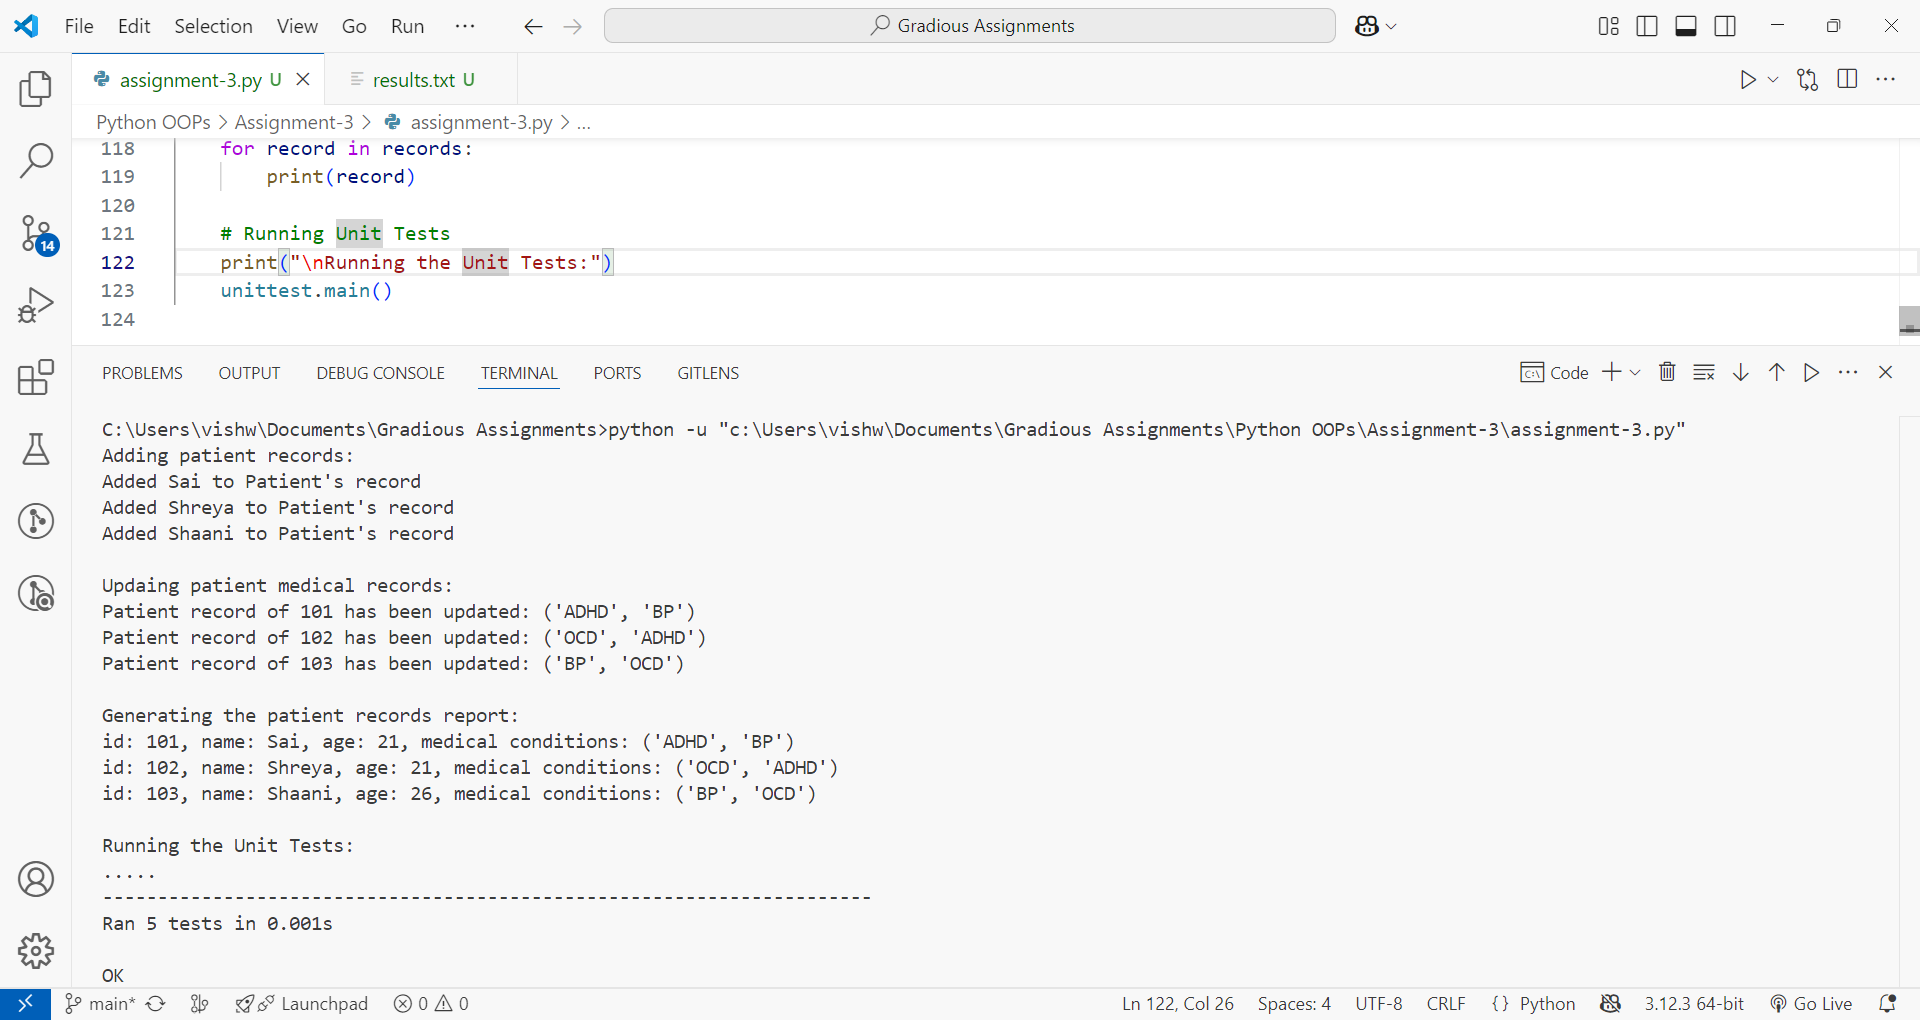 File Edit Selection View Go Run ··· Gradious Assignments
assignment-3.py U results.txt U
Python OOPs > Assignment-3 > assignment-3.py > ...
118 for record in records:
119 print(record)
120
121 # Running Unit Tests
122 print("\nRunning the Unit Tests:")
123 unittest.main()
124
14
PROBLEMS OUTPUT DEBUG CONSOLE TERMINAL PORTS GITLENS Code
C:\Users\vishw\Documents\Gradious Assignments>python -u "c:\Users\vishw\Documents\Gradious Assignments\Python OOPs\Assignment-3\assignment-3.py"
Adding patient records:
Added Sai to Patient's record
Added Shreya to Patient's record
Added Shaani to Patient's record
Updaing patient medical records:
Patient record of 101 has been updated: ('ADHD', 'BP')
Patient record of 102 has been updated: ('OCD', 'ADHD')
Patient record of 103 has been updated: ('BP', 'OCD')
Generating the patient records report:
id: 101, name: Sai, age: 21, medical conditions: ('ADHD', 'BP')
id: 102, name: Shreya, age: 21, medical conditions: ('OCD', 'ADHD')
id: 103, name: Shaani, age: 26, medical conditions: ('BP', 'OCD')
Running the Unit Tests:
.....
----------------------------------------------------------------------
Ran 5 tests in 0.001s
OK
main* Launchpad 0 0 Ln 122, Col 26 Spaces: 4 UTF-8 CRLF {} Python 3.12.3 64-bit Go Live